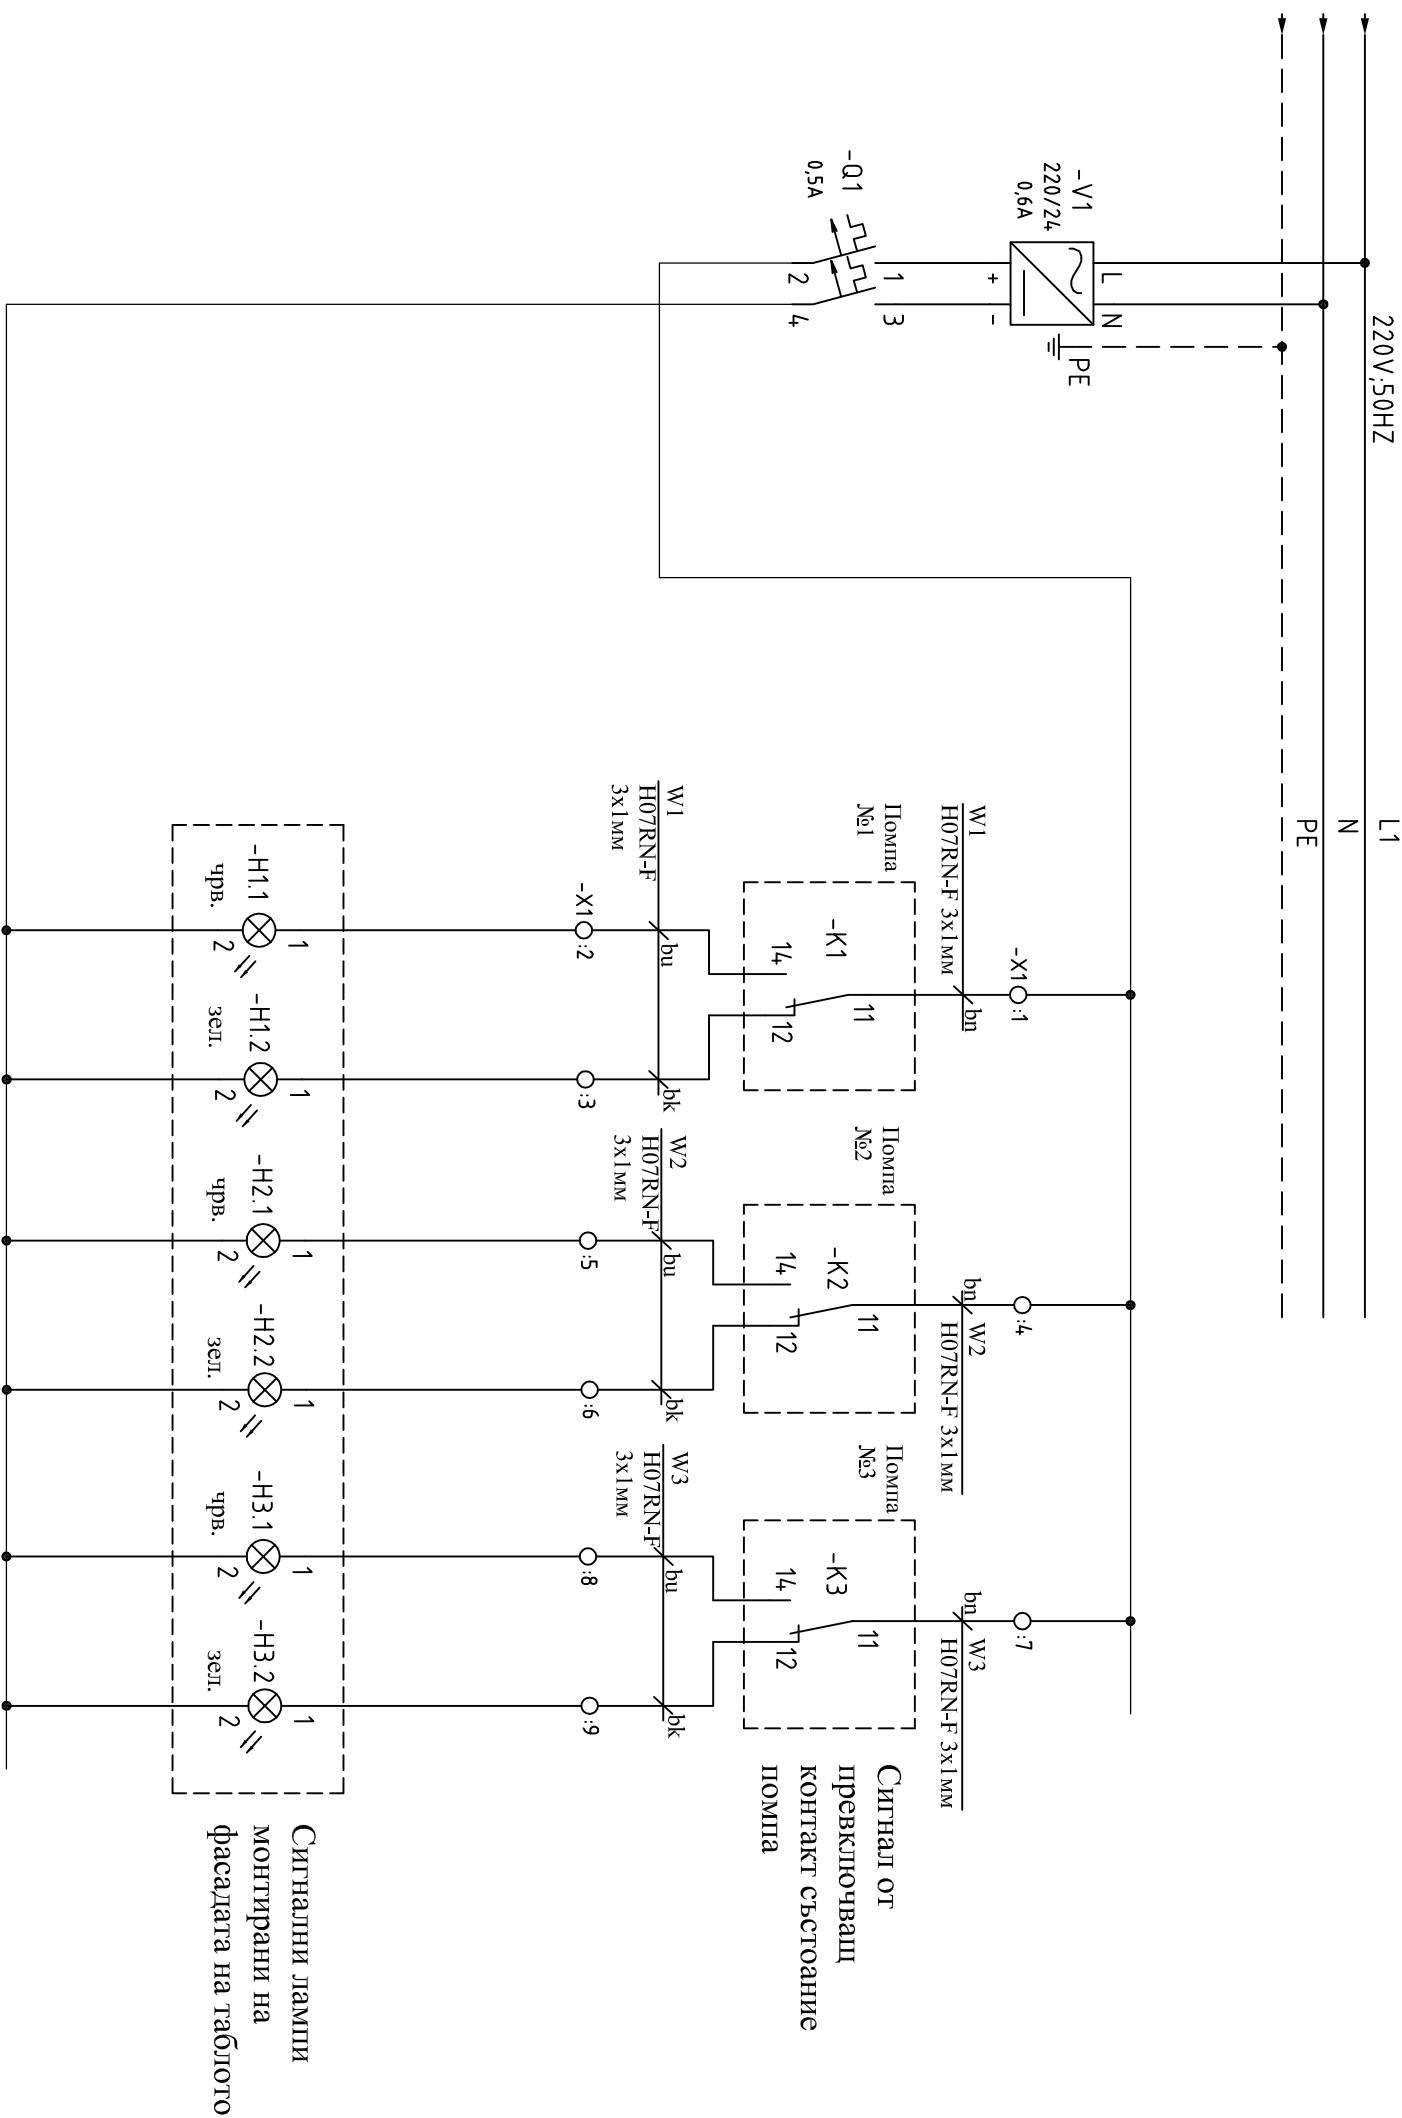 220V;50HZ
L1
N
PE
-V1
220/24
0,6A
L
N
PE
+
-
-Q1
0,5A
1
3
2
4
-X1
:1
:4
:7
W1
H07RN-F 3x1мм
bn
bn
W2
H07RN-F 3x1мм
bn
W3
H07RN-F 3x1мм
Помпа
№1
-K1
11
14
12
Помпа
№2
-K2
11
14
12
Помпа
№3
-K3
11
14
12
Сигнал от
превключващ
контакт състоание
помпа
W1
H07RN-F
3x1мм
bu
bk
W2
H07RN-F
3x1мм
bu
bk
W3
H07RN-F
3x1мм
bu
bk
-X1
:2
:3
:5
:6
:8
:9
-H1.1
чрв.
1
2
-H1.2
зел.
1
2
-H2.1
чрв.
1
2
-H2.2
зел.
1
2
-H3.1
чрв.
1
2
-H3.2
зел.
1
2
Сигнални лампи
монтирани на
фасадата на таблото